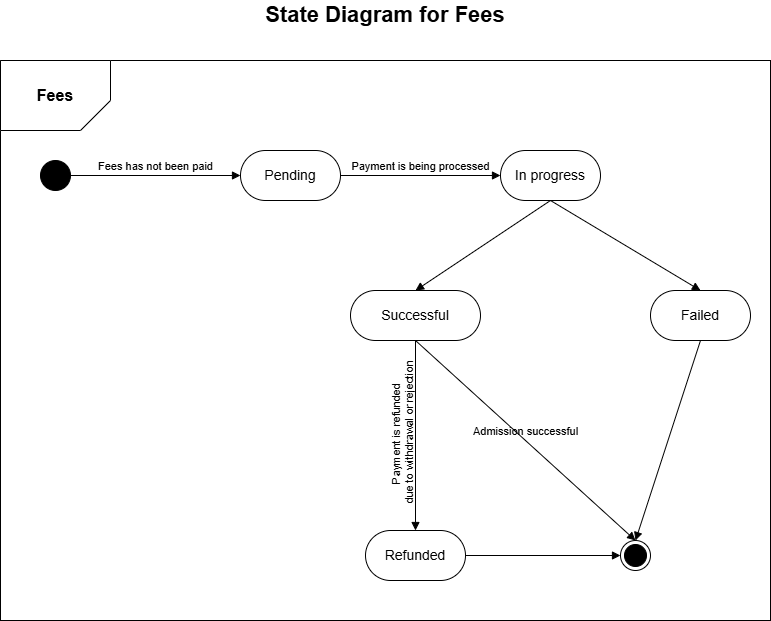 State Diagram for Fees
Fees
Fees has not been paid
Pending
Payment is being processed
In progress
Successful
Failed
Payment is refunded
due to withdrawal or rejection
Admission successful
Refunded